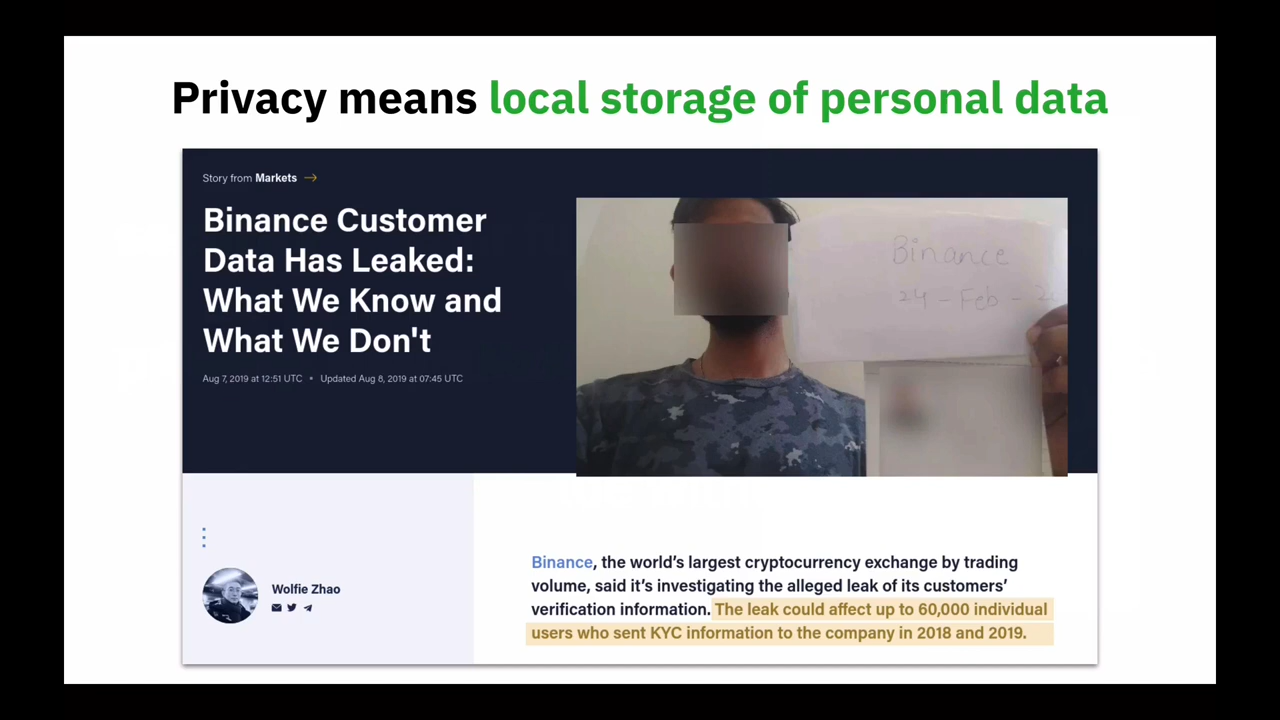 Privacy means local storage of personal data
Story from Markets →
Binance Customer
Data Has Leaked:
What We Know and
What We Don't
Aug 7, 2019 at 12:51 UTC • Updated Aug 8, 2019 at 07:45 UTC
Binance
24 - Feb - 2
Wolfie Zhao
Binance, the world's largest cryptocurrency exchange by trading
volume, said it's investigating the alleged leak of its customers'
verification information. The leak could affect up to 60,000 individual
users who sent KYC information to the company in 2018 and 2019.